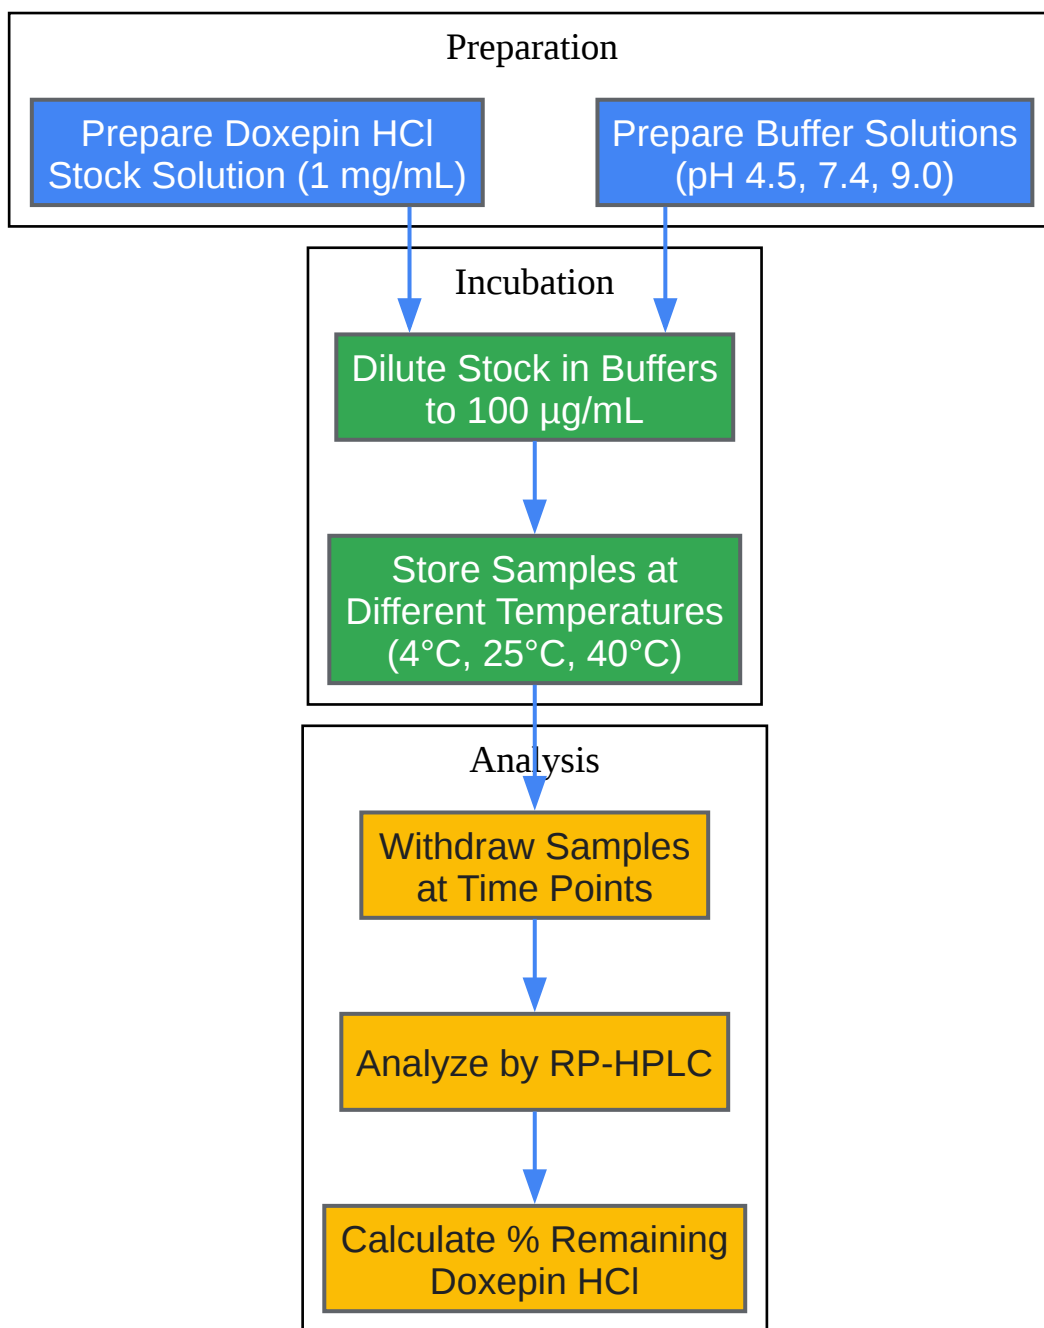 Preparation
Prepare Doxepin HCl
Stock Solution (1 mg/mL)
Prepare Buffer Solutions
(pH 4.5, 7.4, 9.0)
Incubation
Dilute Stock in Buffers
to 100 µg/mL
Store Samples at
Different Temperatures
(4°C, 25°C, 40°C)
Analysis
Withdraw Samples
at Time Points
Analyze by RP-HPLC
Calculate % Remaining
Doxepin HCl